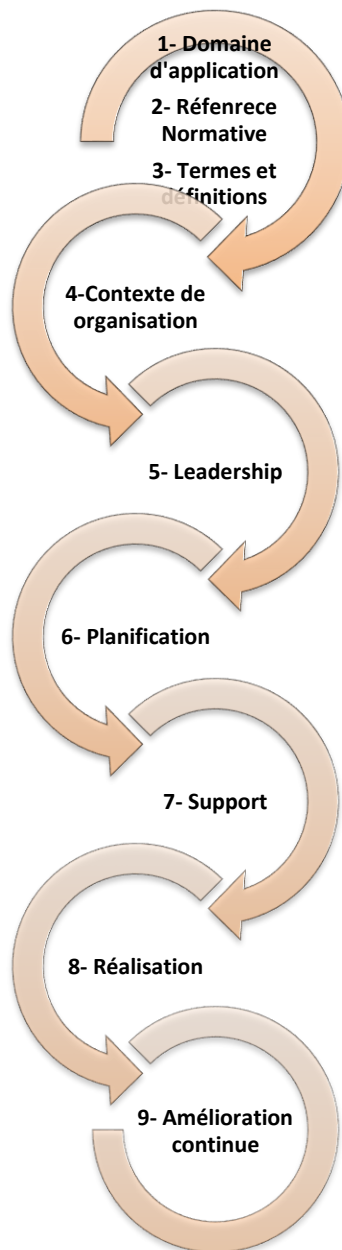 1- Domaine
d'application
2- Réfenrece
Normative
3- Termes et
définitions
4-Contexte de
organisation
5- Leadership
6- Planification
7- Support
8- Réalisation
9- Amélioration
continue